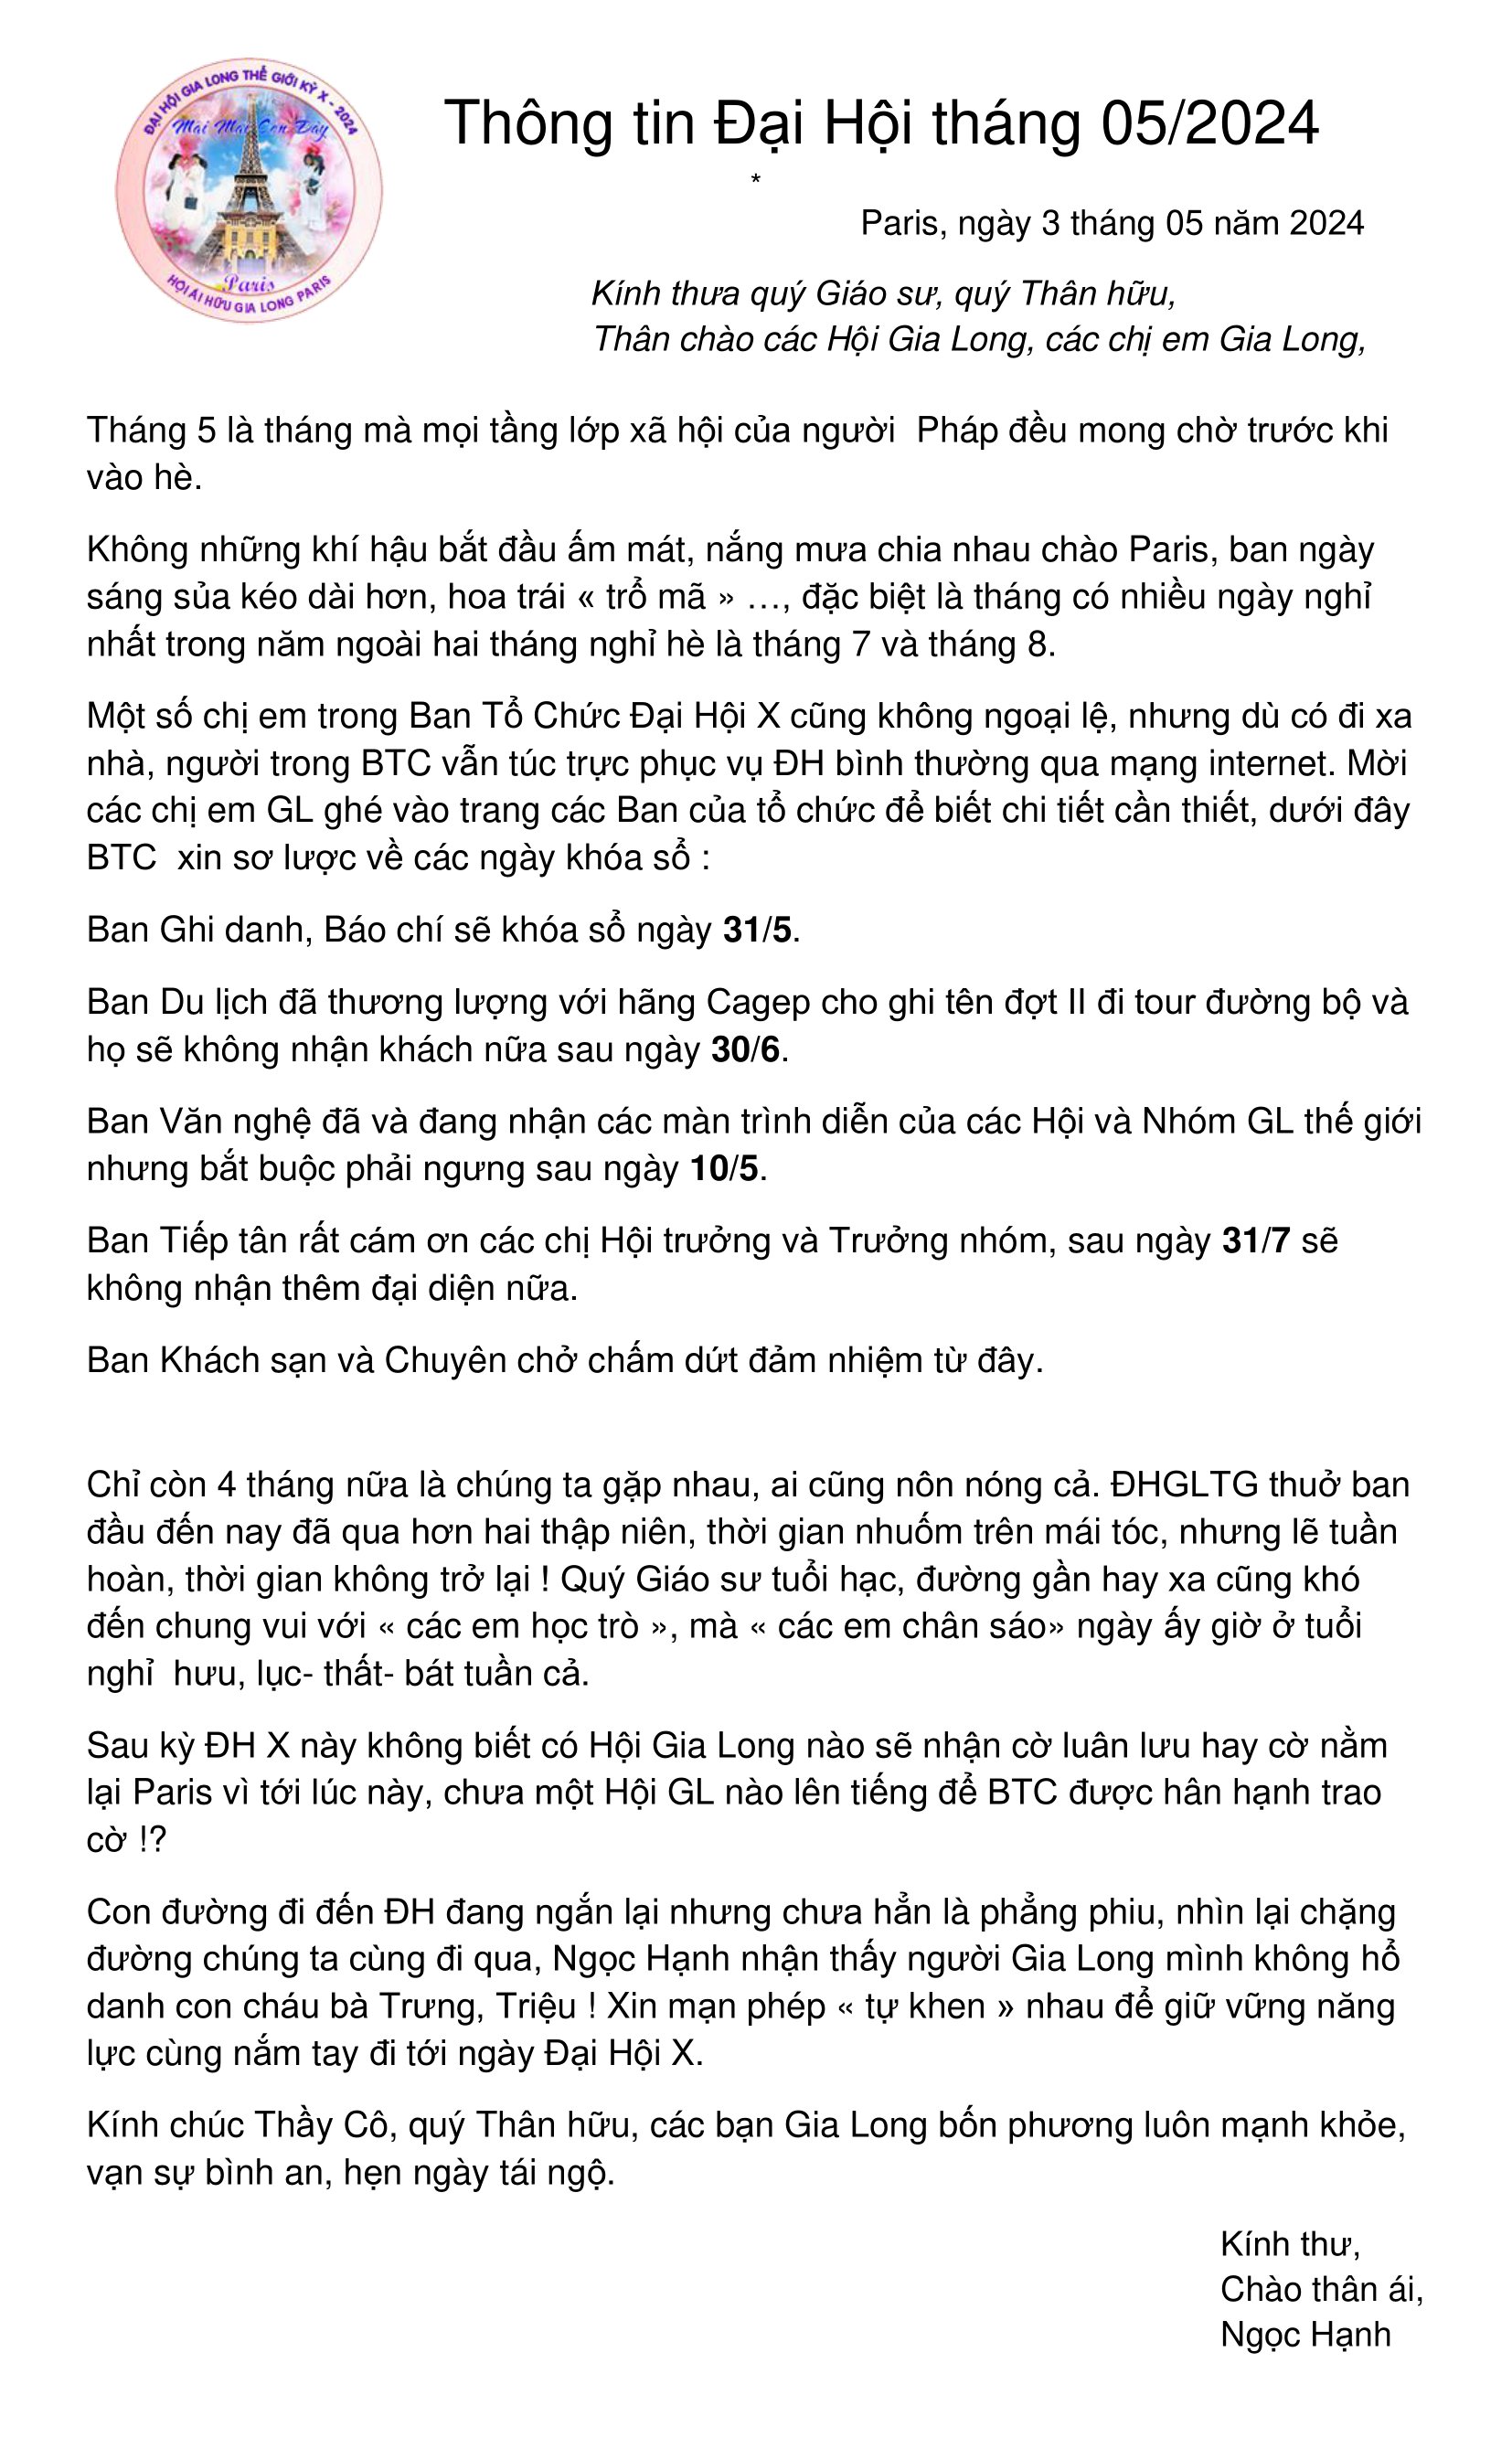 ĐẠI HỘI GIA LONG THẾ GIỚI KỲ X - 2024
Mãi Mãi Còn Đây
Paris
HỘI ÁI HỮU GIA LONG PARIS
Thông tin Đại Hội tháng 05/2024
*
Paris, ngày 3 tháng 05 năm 2024
Kính thưa quý Giáo sư, quý Thân hữu,
Thân chào các Hội Gia Long, các chị em Gia Long,
Tháng 5 là tháng mà mọi tầng lớp xã hội của người  Pháp đều mong chờ trước khi
vào hè.
Không những khí hậu bắt đầu ấm mát, nắng mưa chia nhau chào Paris, ban ngày
sáng sủa kéo dài hơn, hoa trái « trổ mã » …, đặc biệt là tháng có nhiều ngày nghỉ
nhất trong năm ngoài hai tháng nghỉ hè là tháng 7 và tháng 8.
Một số chị em trong Ban Tổ Chức Đại Hội X cũng không ngoại lệ, nhưng dù có đi xa
nhà, người trong BTC vẫn túc trực phục vụ ĐH bình thường qua mạng internet. Mời
các chị em GL ghé vào trang các Ban của tổ chức để biết chi tiết cần thiết, dưới đây
BTC  xin sơ lược về các ngày khóa sổ :
Ban Ghi danh, Báo chí sẽ khóa sổ ngày 31/5.
Ban Du lịch đã thương lượng với hãng Cagep cho ghi tên đợt II đi tour đường bộ và
họ sẽ không nhận khách nữa sau ngày 30/6.
Ban Văn nghệ đã và đang nhận các màn trình diễn của các Hội và Nhóm GL thế giới
nhưng bắt buộc phải ngưng sau ngày 10/5.
Ban Tiếp tân rất cám ơn các chị Hội trưởng và Trưởng nhóm, sau ngày 31/7 sẽ
không nhận thêm đại diện nữa.
Ban Khách sạn và Chuyên chở chấm dứt đảm nhiệm từ đây.
Chỉ còn 4 tháng nữa là chúng ta gặp nhau, ai cũng nôn nóng cả. ĐHGLTG thuở ban
đầu đến nay đã qua hơn hai thập niên, thời gian nhuốm trên mái tóc, nhưng lẽ tuần
hoàn, thời gian không trở lại ! Quý Giáo sư tuổi hạc, đường gần hay xa cũng khó
đến chung vui với « các em học trò », mà « các em chân sáo» ngày ấy giờ ở tuổi
nghỉ  hưu, lục- thất- bát tuần cả.
Sau kỳ ĐH X này không biết có Hội Gia Long nào sẽ nhận cờ luân lưu hay cờ nằm
lại Paris vì tới lúc này, chưa một Hội GL nào lên tiếng để BTC được hân hạnh trao
cờ !?
Con đường đi đến ĐH đang ngắn lại nhưng chưa hẳn là phẳng phiu, nhìn lại chặng
đường chúng ta cùng đi qua, Ngọc Hạnh nhận thấy người Gia Long mình không hổ
danh con cháu bà Trưng, Triệu ! Xin mạn phép « tự khen » nhau để giữ vững năng
lực cùng nắm tay đi tới ngày Đại Hội X.
Kính chúc Thầy Cô, quý Thân hữu, các bạn Gia Long bốn phương luôn mạnh khỏe,
vạn sự bình an, hẹn ngày tái ngộ.
Kính thư,
Chào thân ái,
Ngọc Hạnh